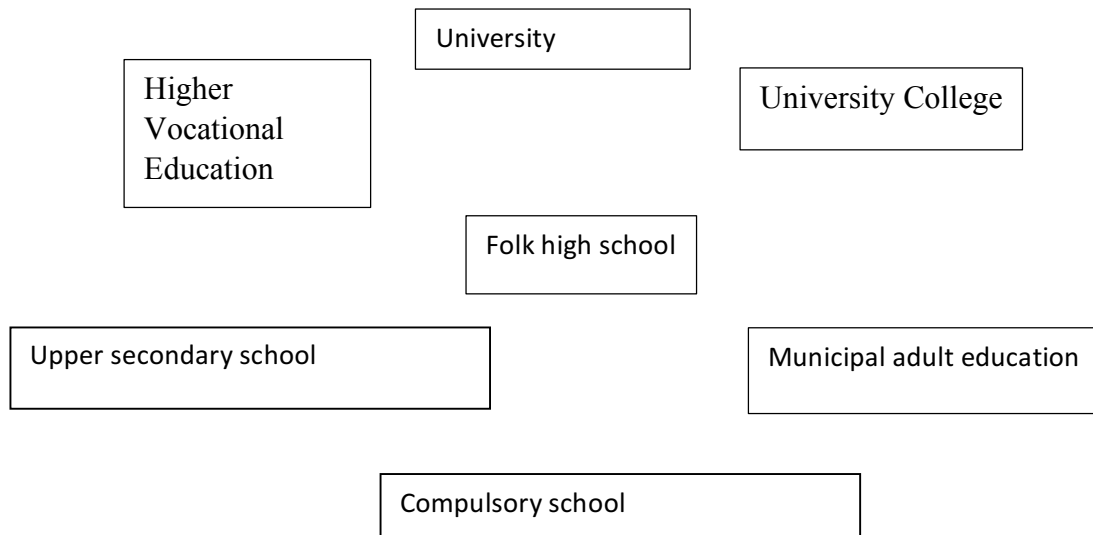 University
Higher
Vocational
Education
University College
Folk high school
Upper secondary school
Municipal adult education
Compulsory school